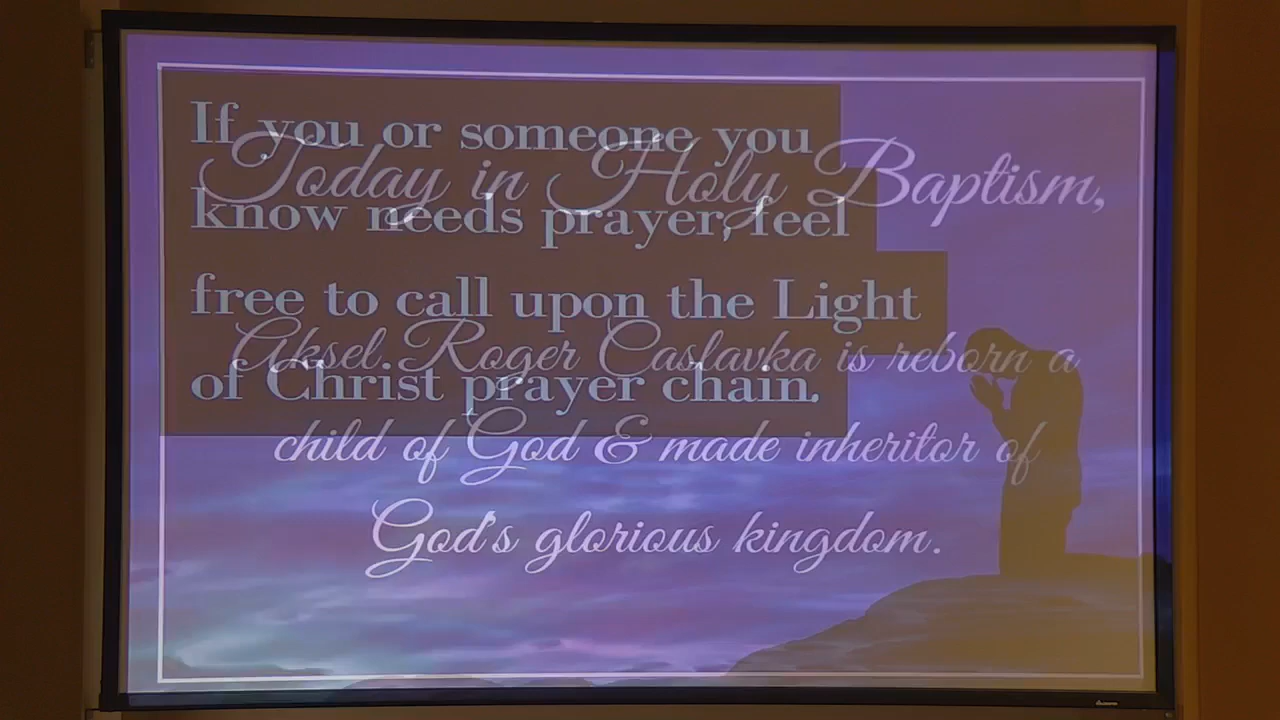 If you or someone you
know needs prayer, feel
free to call upon the Light
of Christ prayer chain.
Today in Holy Baptism,
Aksel Roger Caslavka is reborn a
child of God & made inheritor of
God's glorious kingdom.